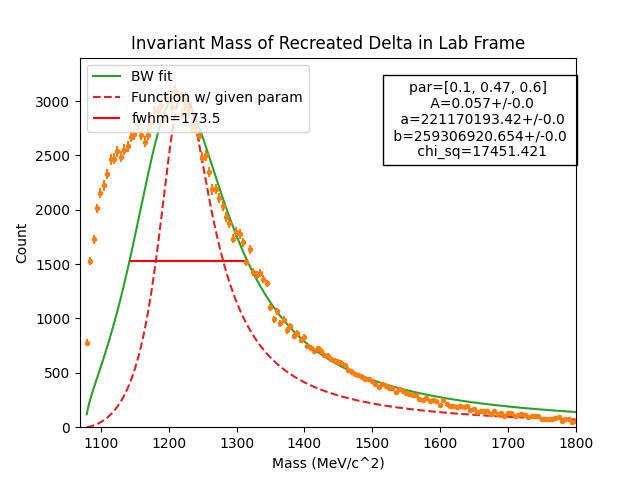 Invariant Mass of Recreated Delta in Lab Frame
BW fit
Function w/ given param
fwhm=173.5
par=[0.1, 0.47, 0.6]
A=0.057+/-0.0
a=221170193.42+/-0.0
b=259306920.654+/-0.0
chi_sq=17451.421
Count
3000
2500
2000
1500
1000
500
0
1100 1200 1300 1400 1500 1600 1700 1800
Mass (MeV/c^2)